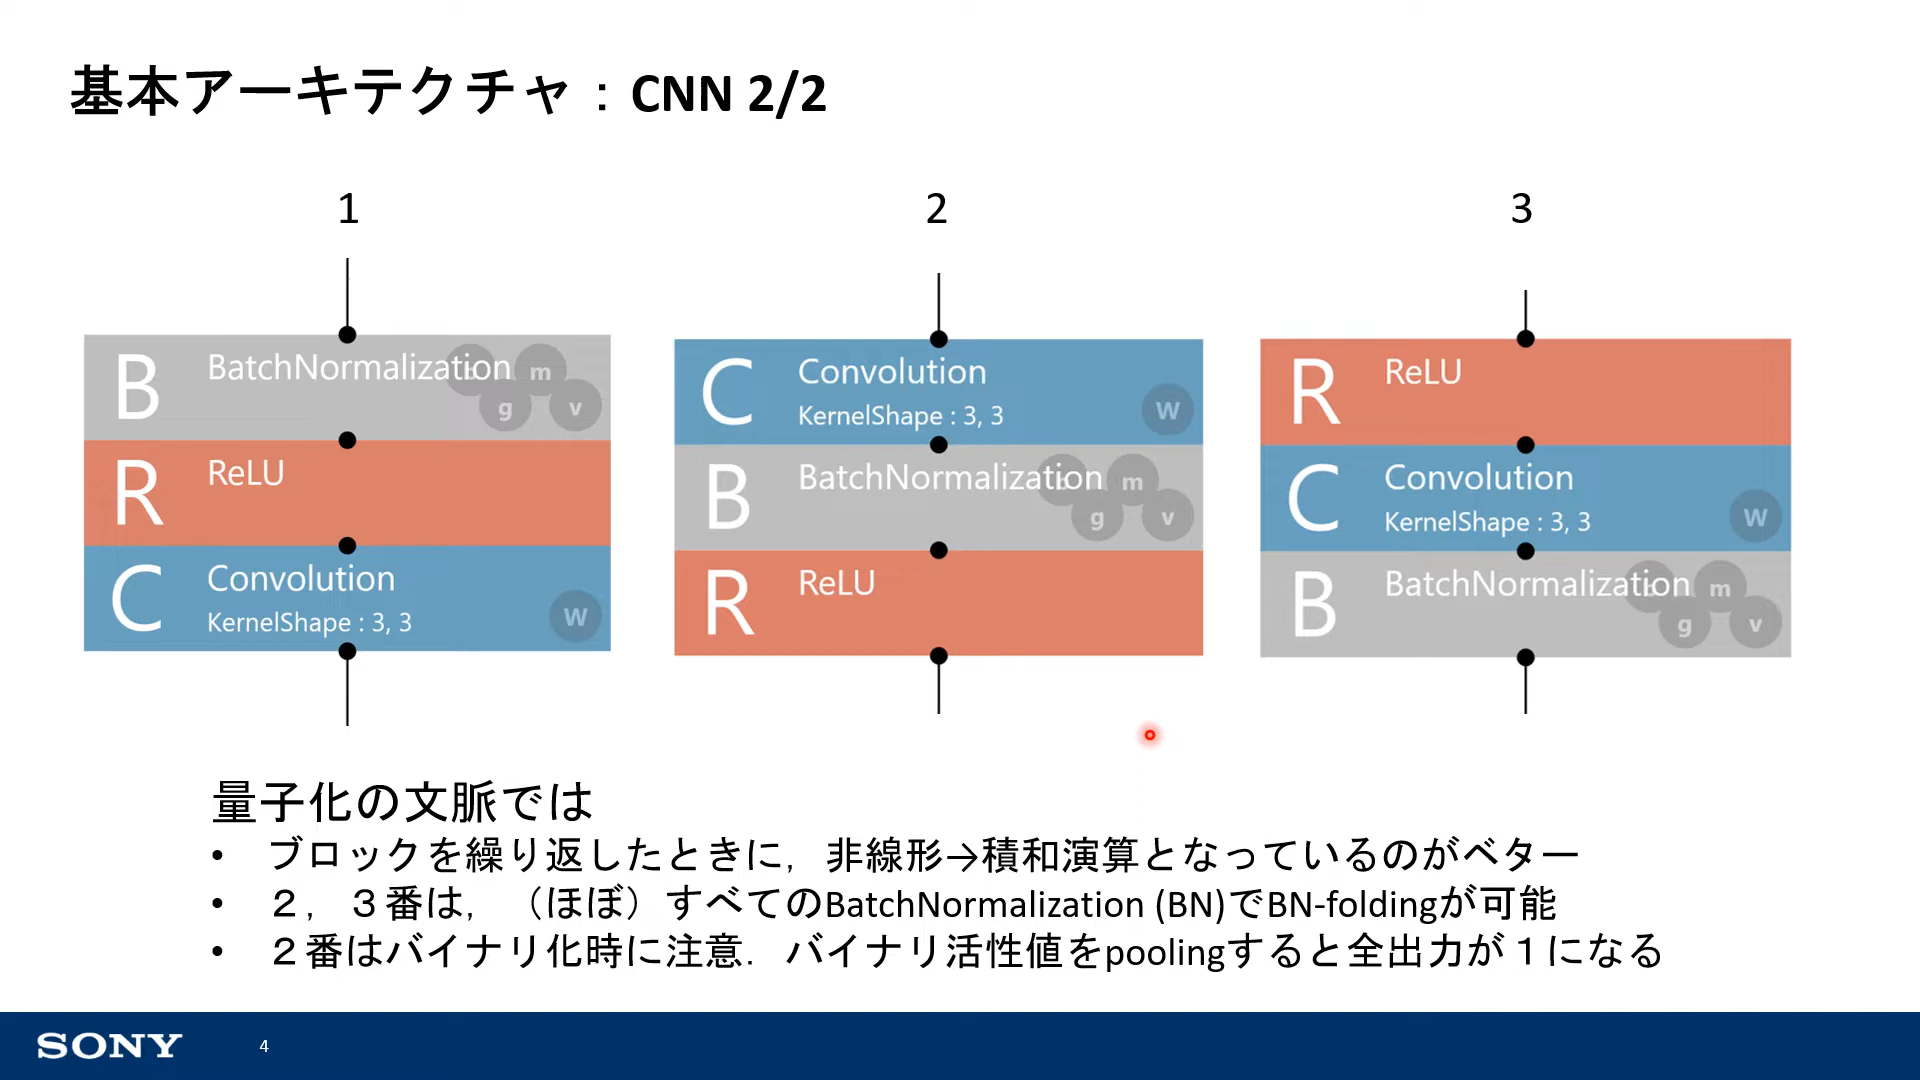 基本アーキテクチャ：CNN 2/2
1
2
3
B BatchNormalization m g v
R ReLU
C Convolution
KernelShape : 3, 3 W
C Convolution
KernelShape : 3, 3 W
B BatchNormalization m g v
R ReLU
R ReLU
C Convolution
KernelShape : 3, 3 W
B BatchNormalization m g v
量子化の文脈では
• ブロックを繰り返したときに，非線形→積和演算となっているのがベター
• ２，３番は，（ほぼ）すべてのBatchNormalization (BN)でBN-foldingが可能
• ２番はバイナリ化時に注意．バイナリ活性値をpoolingすると全出力が１になる
SONY
4